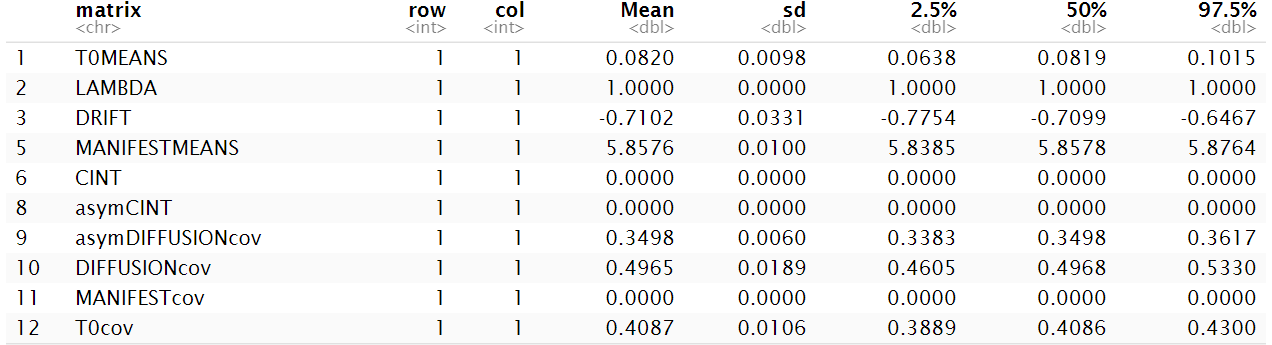 matrix row col Mean sd 2.5% 50% 97.5%
<chr> <int> <int> <dbl> <dbl> <dbl> <dbl> <dbl>
1 T0MEANS 1 1 0.0820 0.0098 0.0638 0.0819 0.1015
2 LAMBDA 1 1 1.0000 0.0000 1.0000 1.0000 1.0000
3 DRIFT 1 1 -0.7102 0.0331 -0.7754 -0.7099 -0.6467
5 MANIFESTMEANS 1 1 5.8576 0.0100 5.8385 5.8578 5.8764
6 CINT 1 1 0.0000 0.0000 0.0000 0.0000 0.0000
8 asymCINT 1 1 0.0000 0.0000 0.0000 0.0000 0.0000
9 asymDIFFUSIONcov 1 1 0.3498 0.0060 0.3383 0.3498 0.3617
10 DIFFUSIONcov 1 1 0.4965 0.0189 0.4605 0.4968 0.5330
11 MANIFESTcov 1 1 0.0000 0.0000 0.0000 0.0000 0.0000
12 T0cov 1 1 0.4087 0.0106 0.3889 0.4086 0.4300